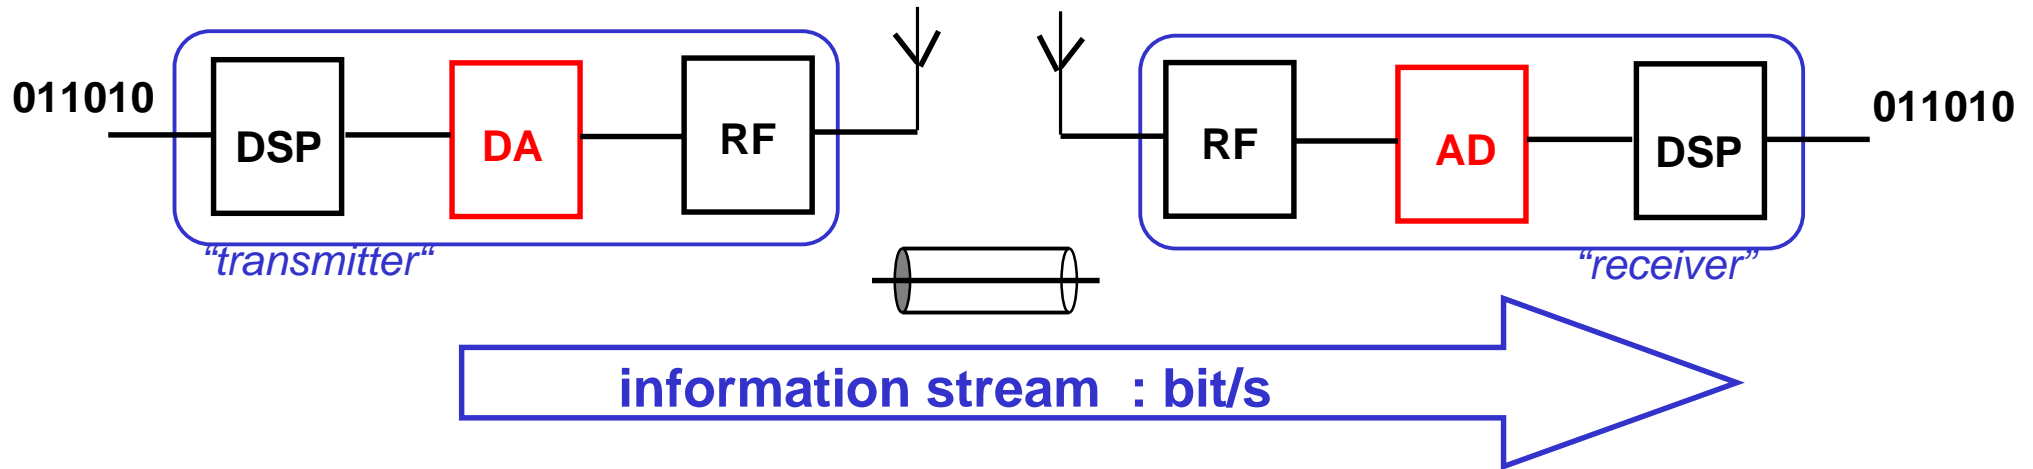 011010
DSP
DA
RF
RF
AD
DSP
011010
“transmitter“
“receiver”
information stream : bit/s